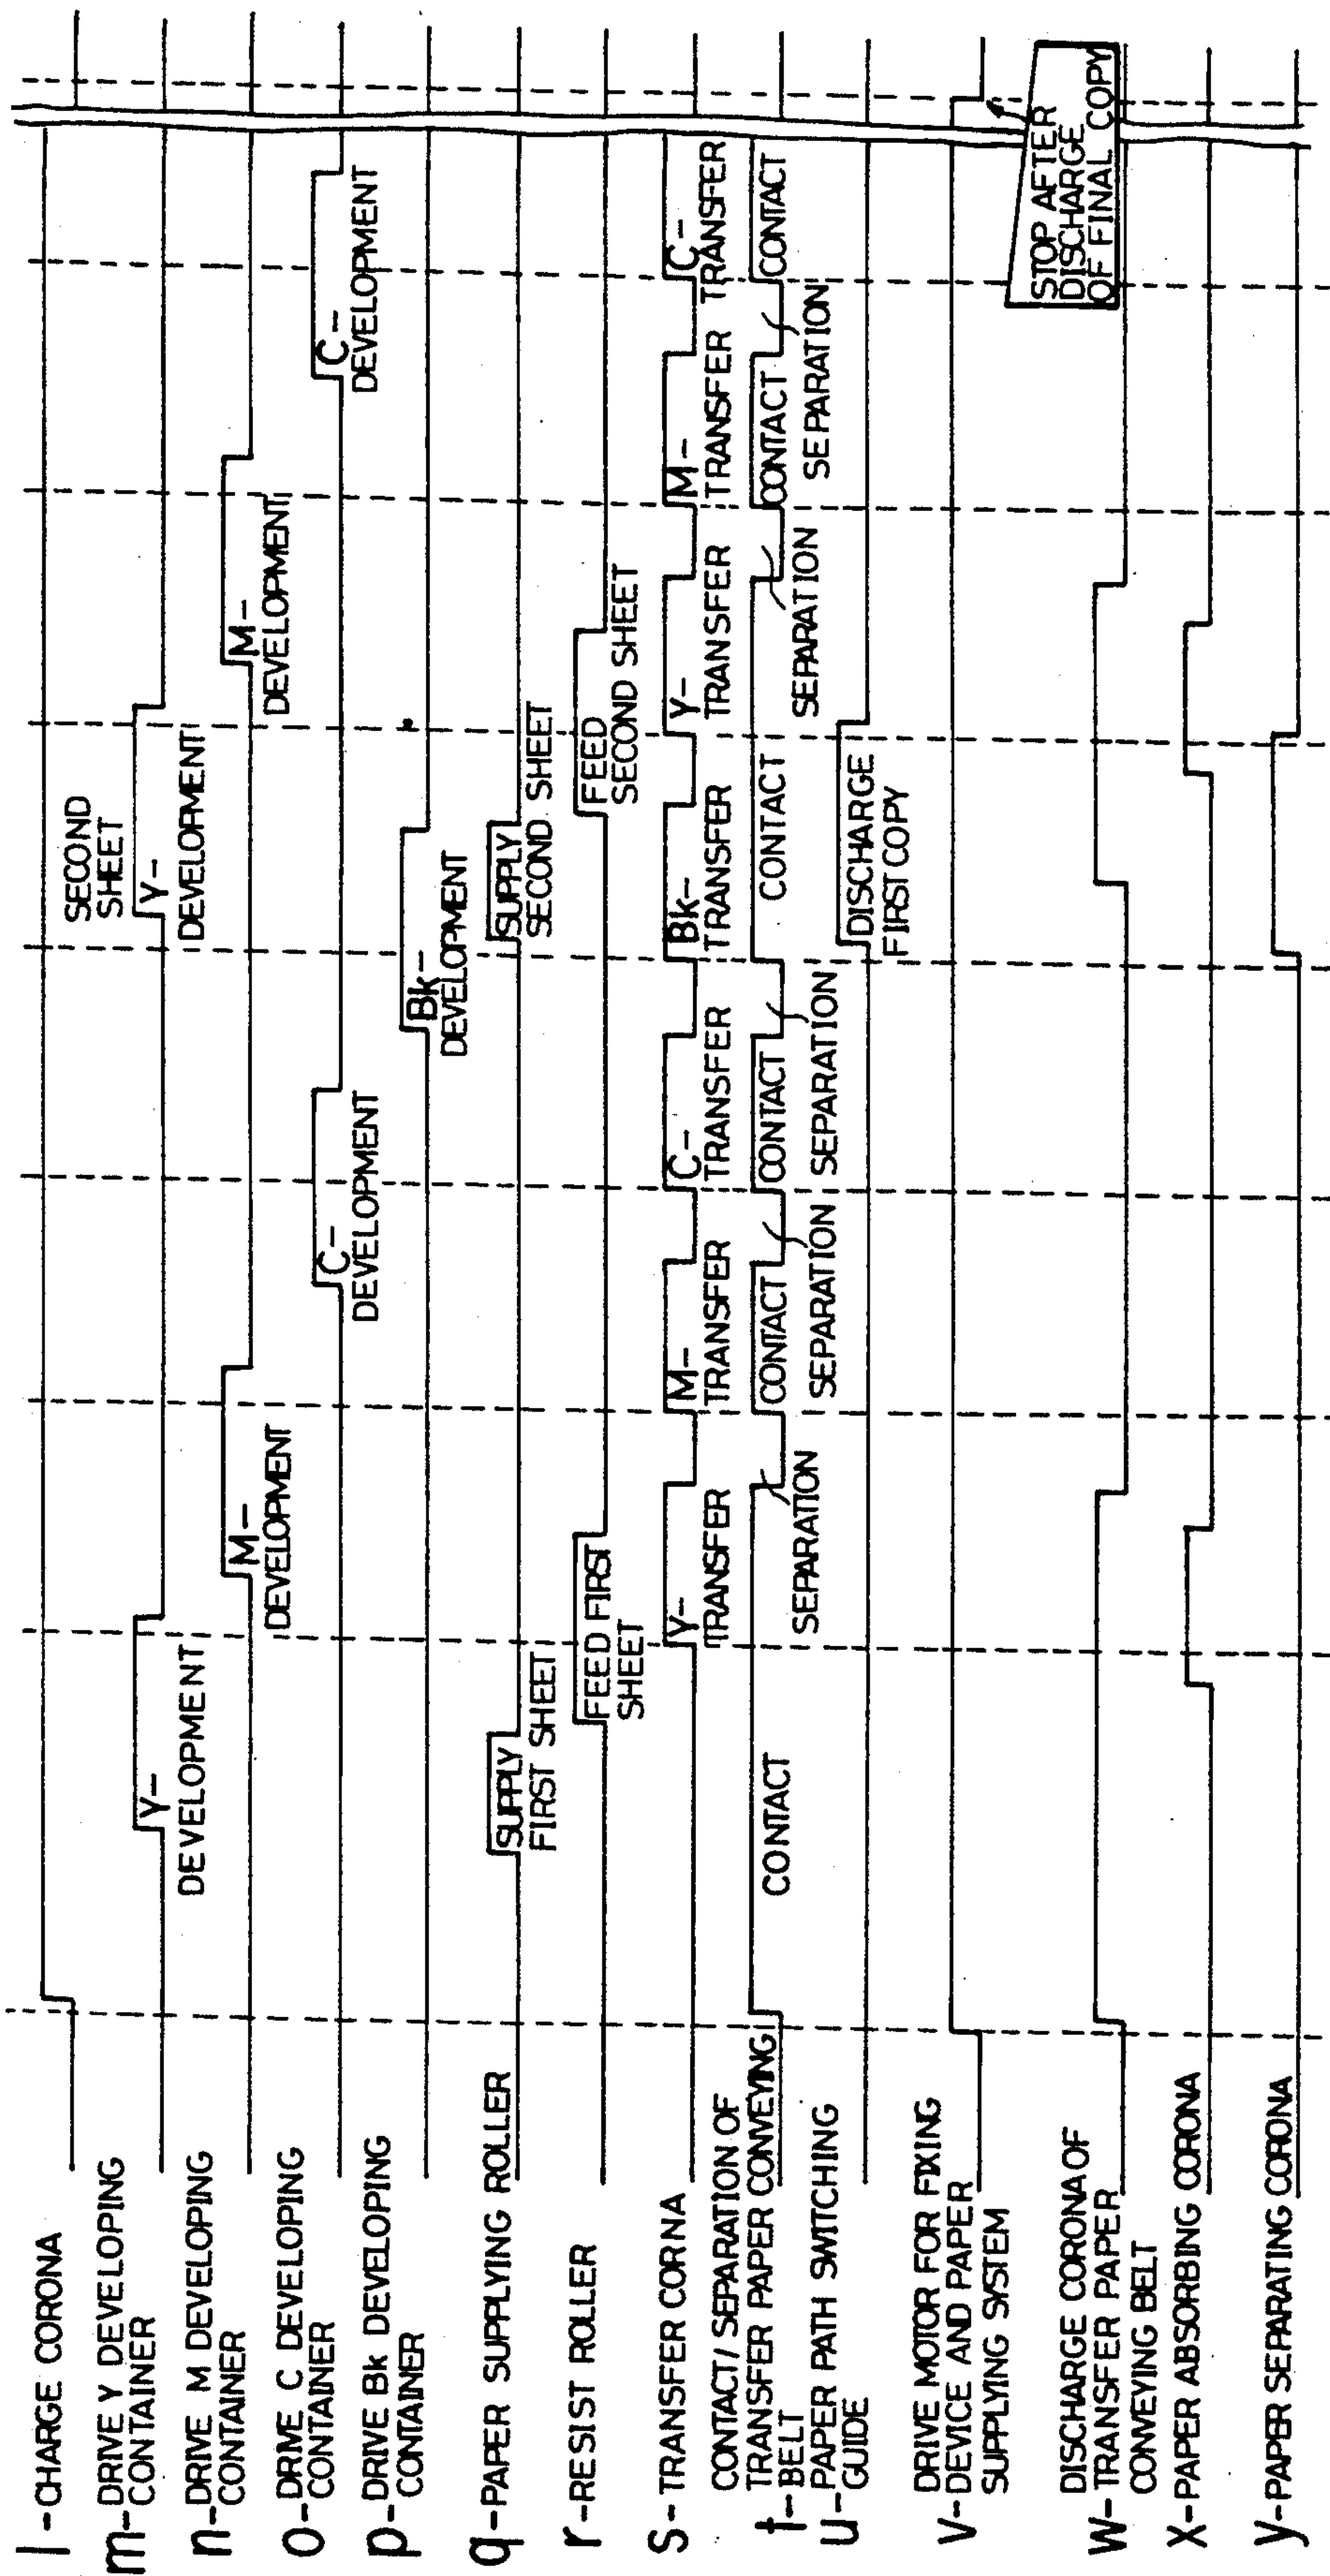 l - CHARGE CORONA
m - DRIVE Y DEVELOPING
CONTAINER
n - DRIVE M DEVELOPING
CONTAINER
o - DRIVE C DEVELOPING
CONTAINER
p - DRIVE Bk DEVELOPING
CONTAINER
q - PAPER SUPPLYING ROLLER
r - RESIST ROLLER
s - TRANSFER CORNA
CONTACT/SEPARATION OF
TRANSFER PAPER CONVEYING
t - BELT
u - PAPER PATH SWITCHING
GUIDE
DRIVE MOTOR FOR FIXING
v - DEVICE AND PAPER
SUPPLYING SYSTEM
DISCHARGE CORONA OF
w - TRANSFER PAPER
CONVEYING BELT
x - PAPER ABSORBING CORONA
y - PAPER SEPARATING CORONA
Y-
DEVELOPMENT
SECOND
SHEET
Y-
DEVELOPMENT
M-
DEVELOPMENT
M-
DEVELOPMENT
C-
DEVELOPMENT
C-
DEVELOPMENT
Bk-
DEVELOPMENT
SUPPLY
FIRST SHEET
SUPPLY
SECOND SHEET
FEED FIRST
SHEET
FEED
SECOND SHEET
Y-
TRANSFER
M-
TRANSFER
C-
TRANSFER
Bk-
TRANSFER
Y-
TRANSFER
M-
TRANSFER
C-
TRANSFER
CONTACT
SEPARATION
CONTACT
SEPARATION
CONTACT
SEPARATION
CONTACT
SEPARATION
CONTACT
SEPARATION
CONTACT
DISCHARGE
FIRST COPY
STOP AFTER
DISCHARGE
OF FINAL COPY